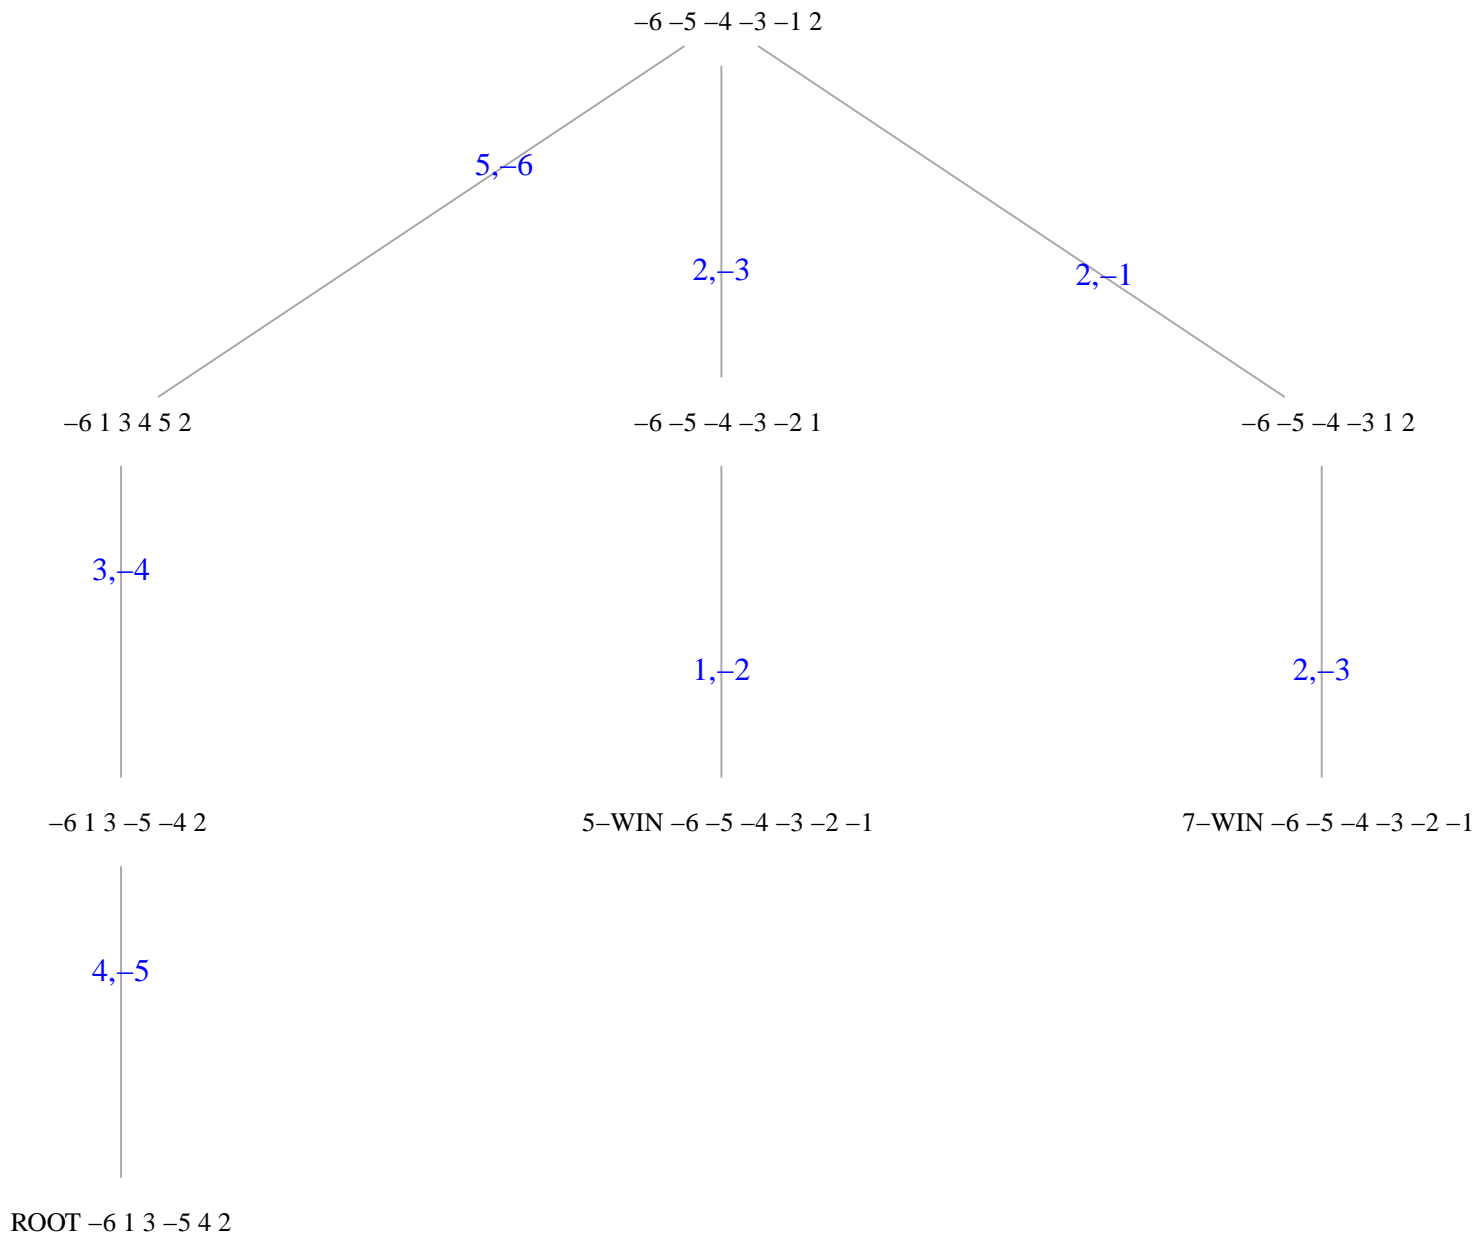 −6 −5 −4 −3 −1 2
5,−6
2,−3
2,−1
−6 1 3 4 5 2
−6 −5 −4 −3 −2 1
−6 −5 −4 −3 1 2
3,−4
1,−2
2,−3
−6 1 3 −5 −4 2
5−WIN −6 −5 −4 −3 −2 −1
7−WIN −6 −5 −4 −3 −2 −1
4,−5
ROOT −6 1 3 −5 4 2